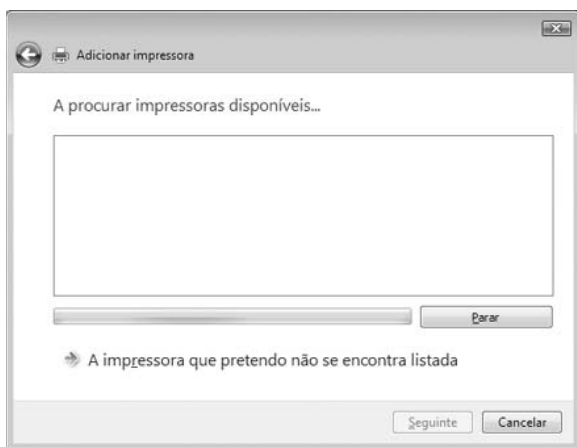 Adicionar impressora
A procurar impressoras disponíveis...
Parar
A impressora que pretendo não se encontra listada
Seguinte Cancelar